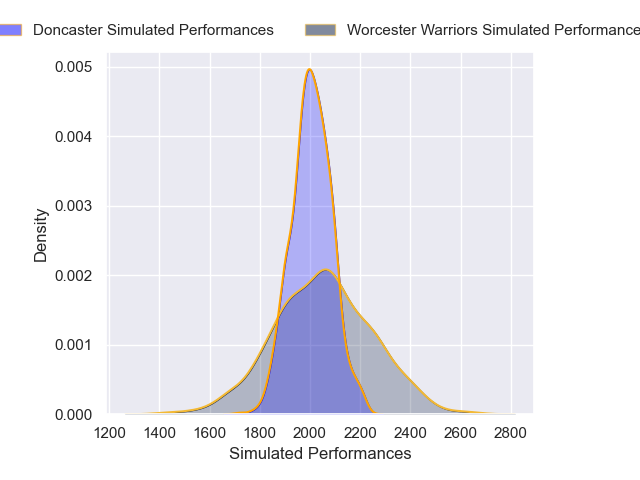 Doncaster Simulated Performances
Worcester Warriors Simulated Performance
0.005
0.004
0.003
0.002
0.001
0.000
Density
1200 1400 1600 1800 2000 2200 2400 2600 2800
Simulated Performances